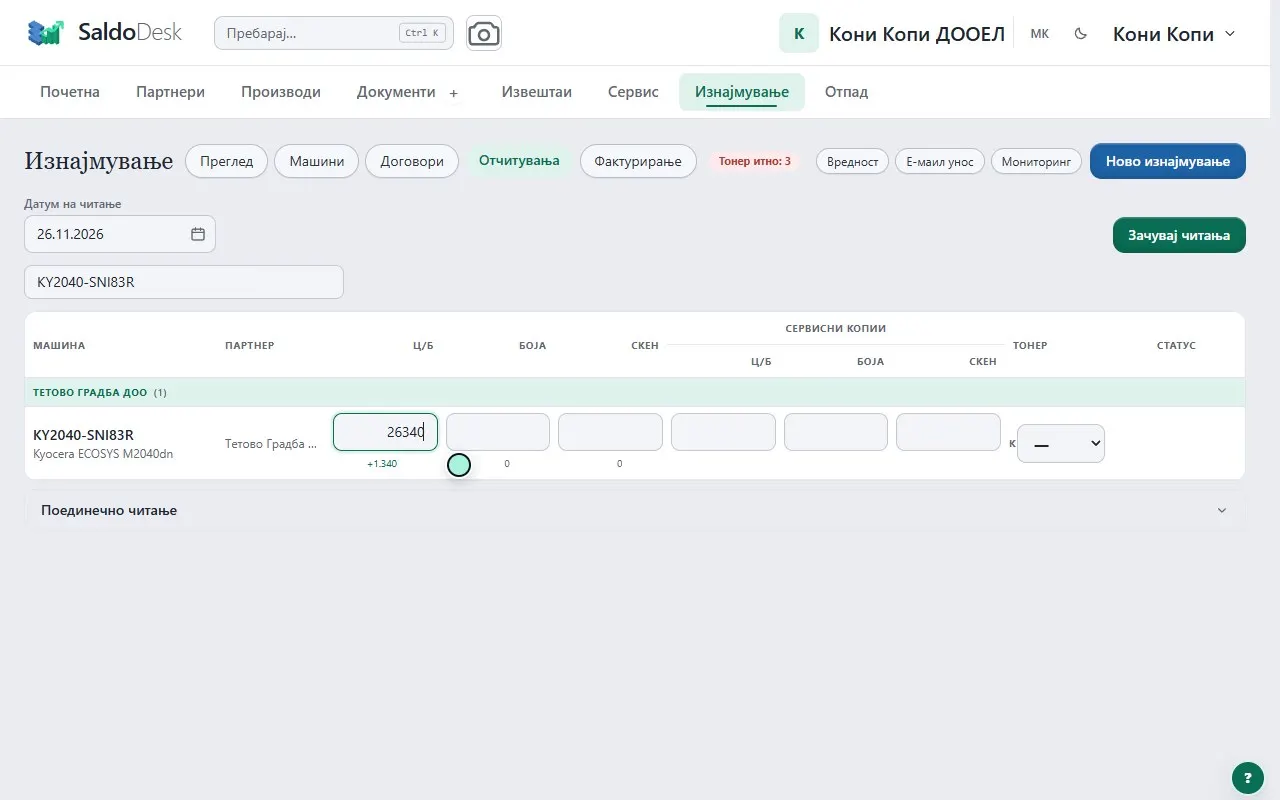 SaldoDesk
Пребарај... Ctrl K
K Кони Копи ДООЕЛ MK Кони Копи
Почетна Партнери Производи Документи + Извештаи Сервис Изнајмување Отпад
Изнајмување Преглед Машини Договори Отчитувања Фактурирање Тонер итно: 3 Вредност Е-маил унос Мониторинг Ново изнајмување
Датум на читање
26.11.2026
Зачувај читања
KY2040-SNI83R
СЕРВИСНИ КОПИИ
МАШИНА ПАРТНЕР Ц/Б БОЈА СКЕН ТОНЕР СТАТУС
Ц/Б БОЈА СКЕН
ТЕТОВО ГРАДБА ДОО (1)
KY2040-SNI83R
Kyocera ECOSYS M2040dn
Тетово Градба ...
26340
+1.340 0 0
K —
Поединечно читање
?